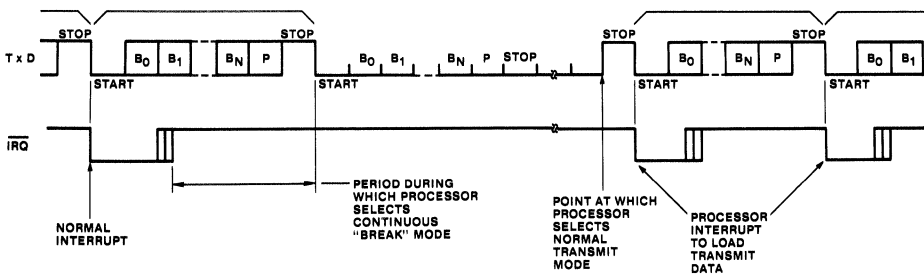 STOP STOP STOP STOP
T x D B0 B1 BN P B0 B1 BN P STOP B0 BN P B0 B1
START START START START
IRQ
NORMAL
INTERRUPT
PERIOD DURING
WHICH PROCESSOR
SELECTS
CONTINUOUS
"BREAK" MODE
POINT AT WHICH
PROCESSOR
SELECTS
NORMAL
TRANSMIT
MODE
PROCESSOR
INTERRUPT
TO LOAD
TRANSMIT
DATA